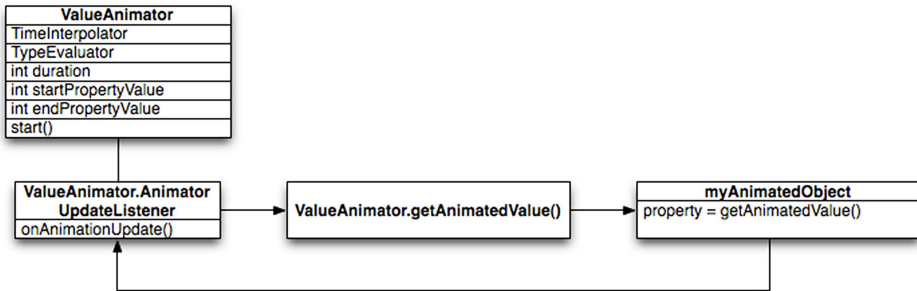 ValueAnimator
TimeInterpolator
TypeEvaluator
int duration
int startPropertyValue
int endPropertyValue
start()
ValueAnimator.Animator
UpdateListener
onAnimationUpdate()
ValueAnimator.getAnimatedValue()
myAnimatedObject
property = getAnimatedValue()